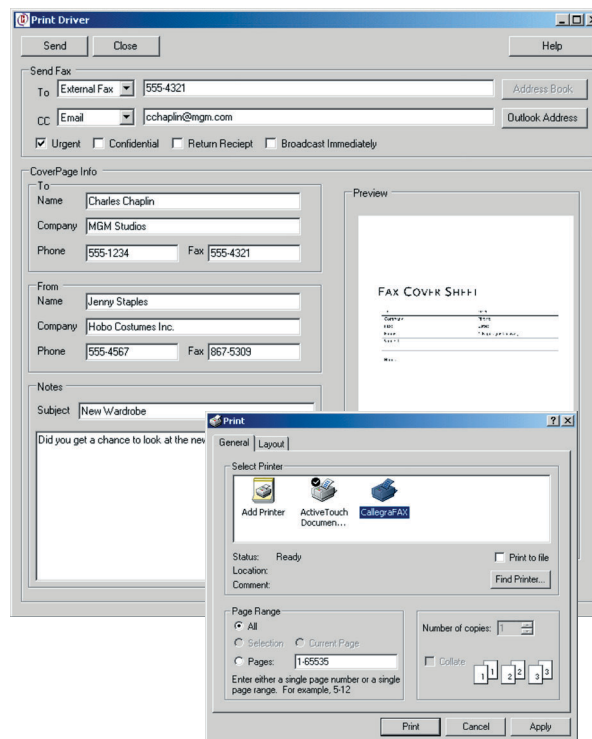 Print Driver
Send Close Help
Send Fax
To External Fax 555-4321 Address Book
CC Email cchaplin@mgm.com Outlook Address
Urgent Confidential Return Reciept Broadcast Immediately
CoverPage Info
To
Name Charles Chaplin
Company MGM Studios
Phone 555-1234 Fax 555-4321
From
Name Jenny Staples
Company Hobo Costumes Inc.
Phone 555-4567 Fax 867-5309
Notes
Subject New Wardrobe
Did you get a chance to look at the new
Preview
FAX COVER SHEET
Print
General Layout
Select Printer
Add Printer ActiveTouch Documen... CallegraFAX
Status: Ready Print to file
Location:
Comment: Find Printer...
Page Range
All
Selection Current Page
Pages: 1-65535
Enter either a single page number or a single
page range. For example, 5-12
Number of copies: 1
Collate
1 1 2 2 3 3
Print Cancel Apply